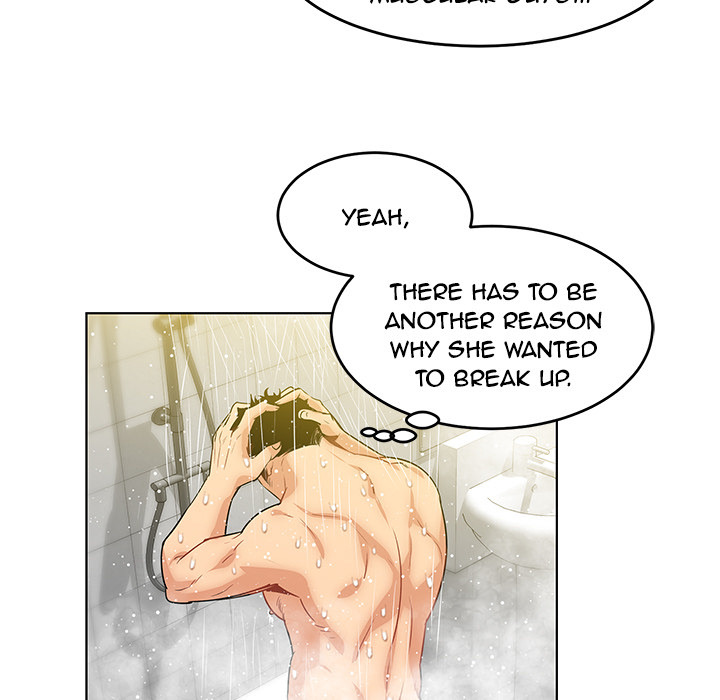 YEAH,
THERE HAS TO BE
ANOTHER REASON
WHY SHE WANTED
TO BREAK UP.